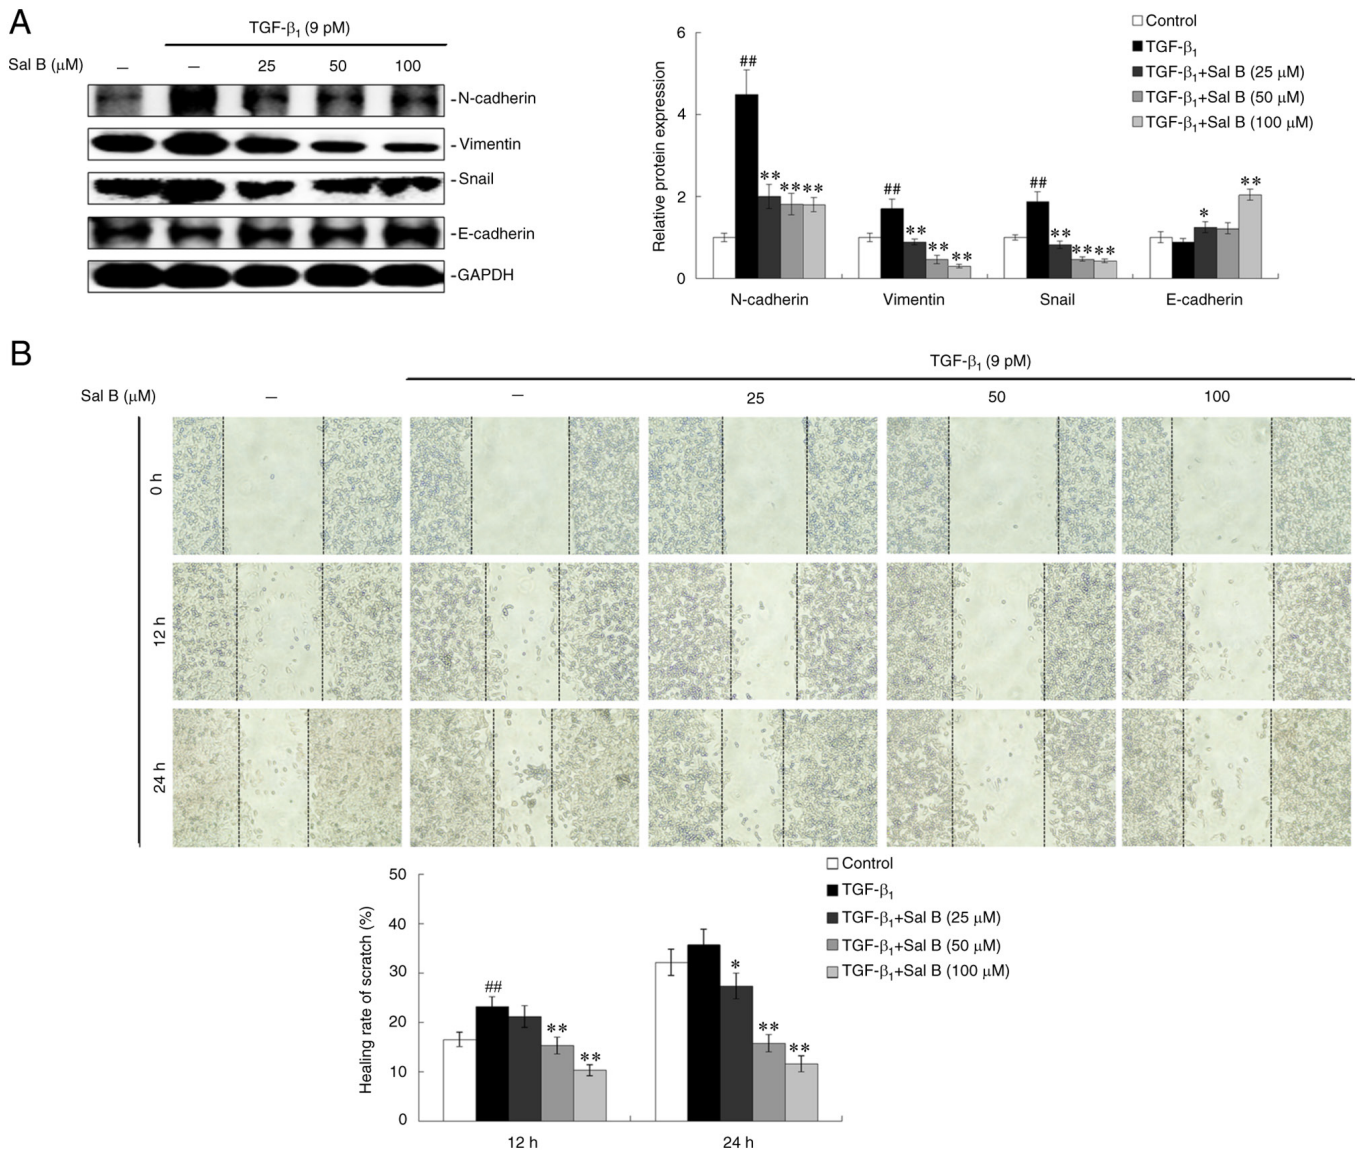 A
TGF-β1 (9 pM)
Sal B (μM) – – 25 50 100
-N-cadherin
-Vimentin
-Snail
-E-cadherin
-GAPDH
Relative protein expression
6
4
2
0
##
**
**
**
##
**
**
**
##
**
**
**
*
**
N-cadherin Vimentin Snail E-cadherin
Control
TGF-β1
TGF-β1+Sal B (25 μM)
TGF-β1+Sal B (50 μM)
TGF-β1+Sal B (100 μM)
B
TGF-β1 (9 pM)
Sal B (μM) – – 25 50 100
0 h
12 h
24 h
Healing rate of scratch (%)
50
40
30
20
10
0
##
**
**
*
**
**
12 h 24 h
Control
TGF-β1
TGF-β1+Sal B (25 μM)
TGF-β1+Sal B (50 μM)
TGF-β1+Sal B (100 μM)